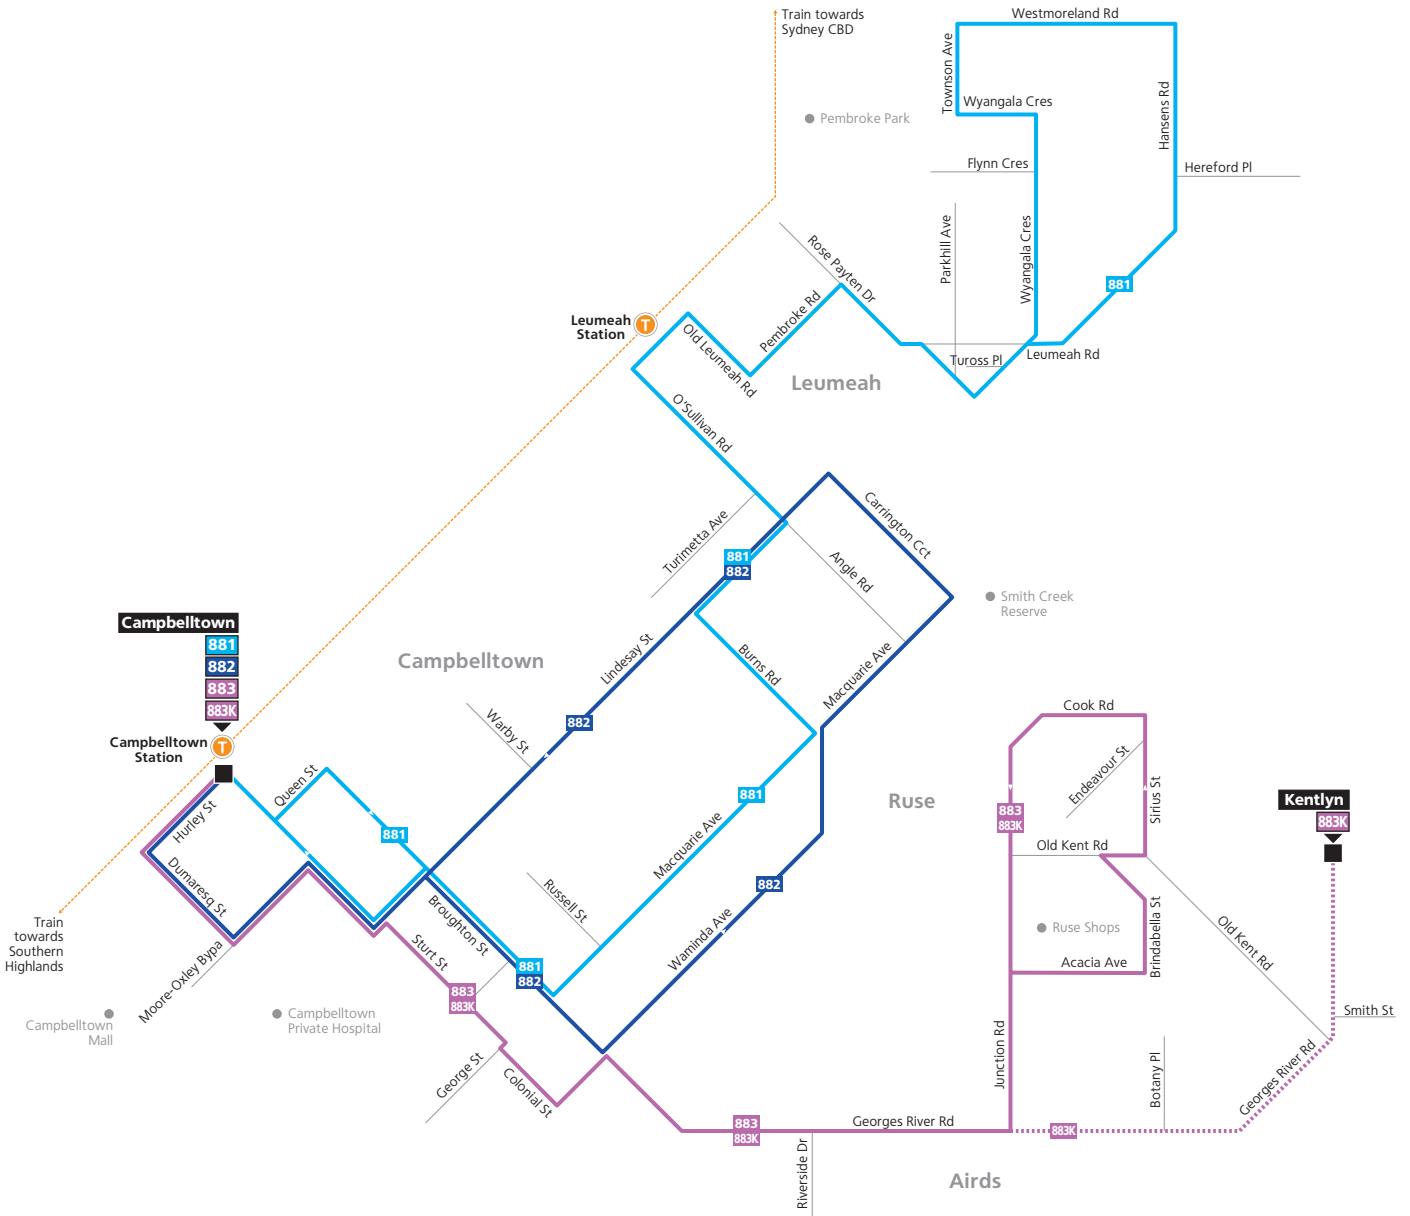 Train towards
Sydney CBD
Westmoreland Rd
Townson Ave
Wyangala Cres
Hansens Rd
Pembroke Park
Flynn Cres
Hereford Pl
Parkhill Ave
Wyangala Cres
Rose Payten Dr
881
Pembroke Rd
Leumeah
Station
T
Old Leumeah Rd
Tuross Pl
Leumeah Rd
Leumeah
O'Sullivan Rd
Carrington Cct
Turimetta Ave
881
882
Angle Rd
Smith Creek
Reserve
Campbelltown
881
882
883
883K
Campbelltown
Station
T
Campbelltown
Lindesay St
Burns Rd
Macquarie Ave
Warby St
882
Cook Rd
Endeavour St
Sirius St
Queen St
Hurley St
881
881
Ruse
883
883K
Kentlyn
883K
Macquarie Ave
Old Kent Rd
Dumaresq St
Russell St
882
Broughton St
Waminda Ave
Ruse Shops
Brindabella St
Old Kent Rd
Acacia Ave
Train
towards
Southern
Highlands
Moore-Oxley Bypa
Sturt St
881
882
883
883K
Campbelltown
Mall
Campbelltown
Private Hospital
Smith St
George St
Colonial St
Junction Rd
Botany Pl
Georges River Rd
883
883K
Georges River Rd
883K
Riverside Dr
Airds